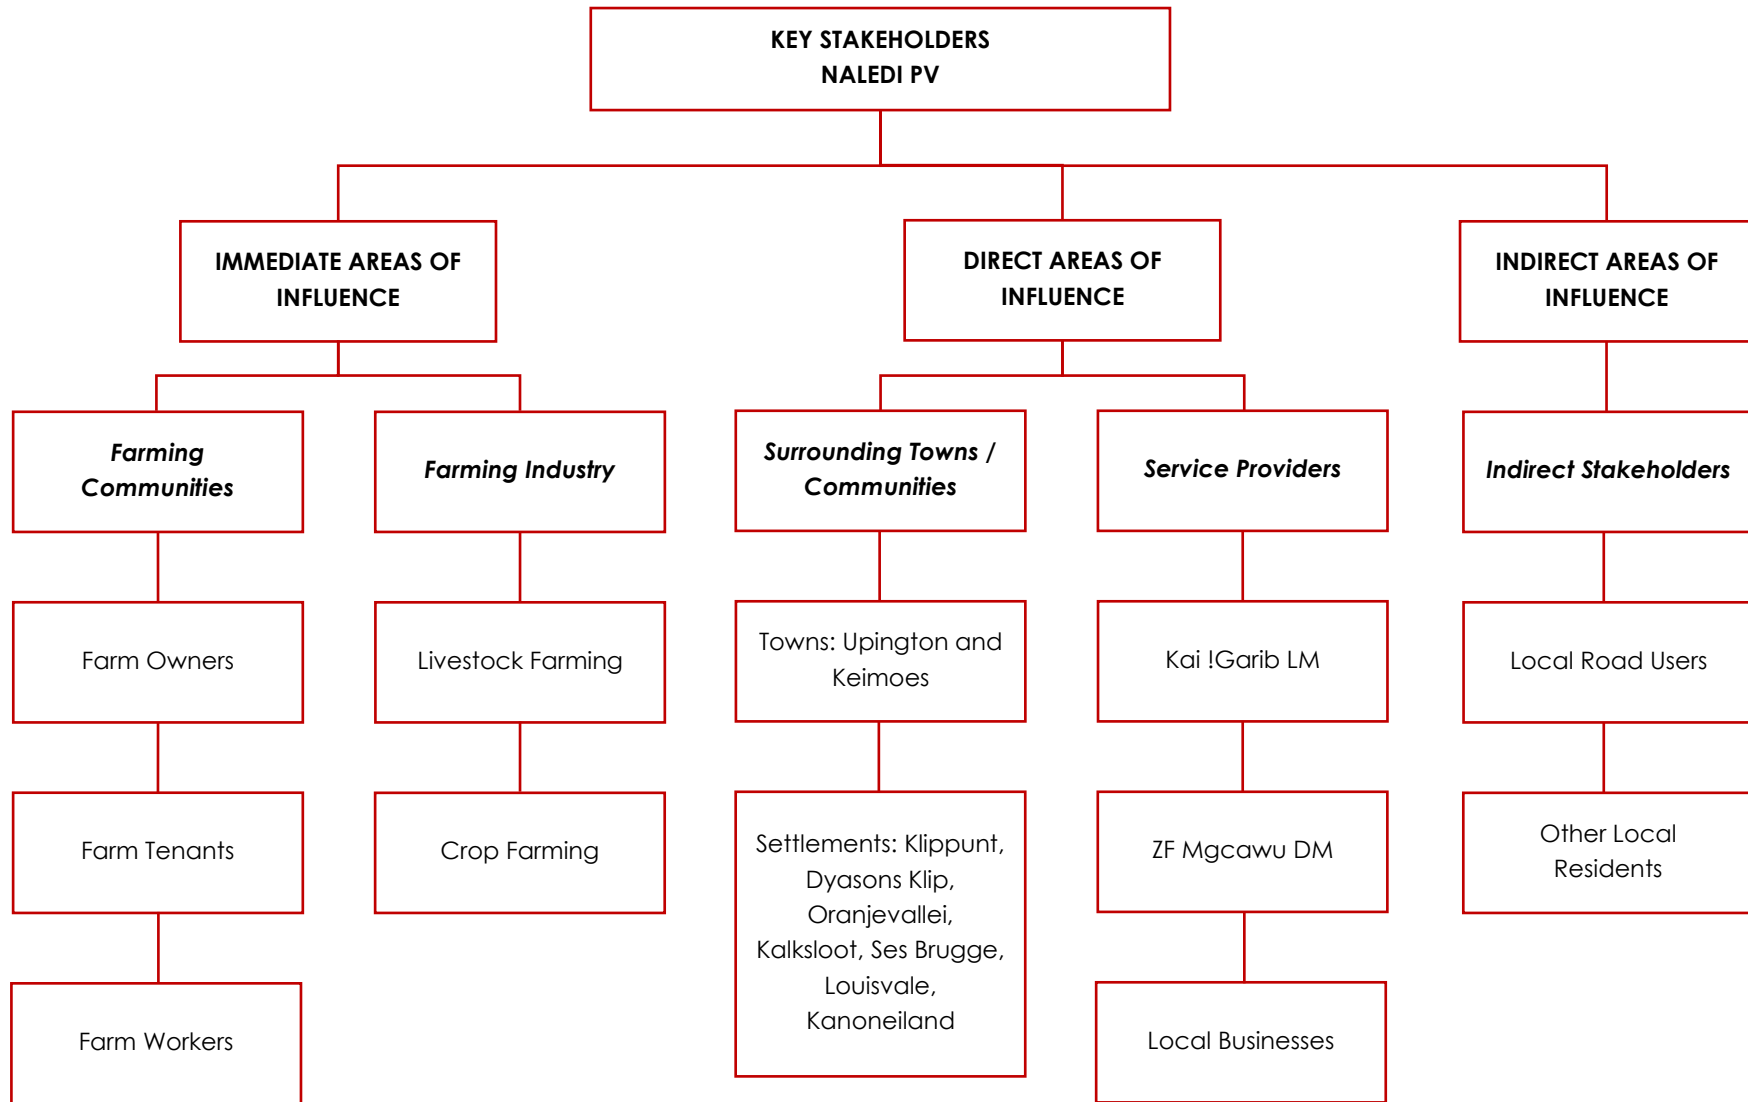 KEY STAKEHOLDERS
NALEDI PV
IMMEDIATE AREAS OF
INFLUENCE
DIRECT AREAS OF
INFLUENCE
INDIRECT AREAS OF
INFLUENCE
Farming
Communities
Farming Industry
Surrounding Towns /
Communities
Service Providers
Indirect Stakeholders
Farm Owners
Livestock Farming
Towns: Upington and
Keimoes
Kai !Garib LM
Local Road Users
Farm Tenants
Crop Farming
Settlements: Klippunt,
Dyasons Klip,
Oranjevallei,
Kalksloot, Ses Brugge,
Louisvale,
Kanoneiland
ZF Mgcawu DM
Other Local
Residents
Farm Workers
Local Businesses